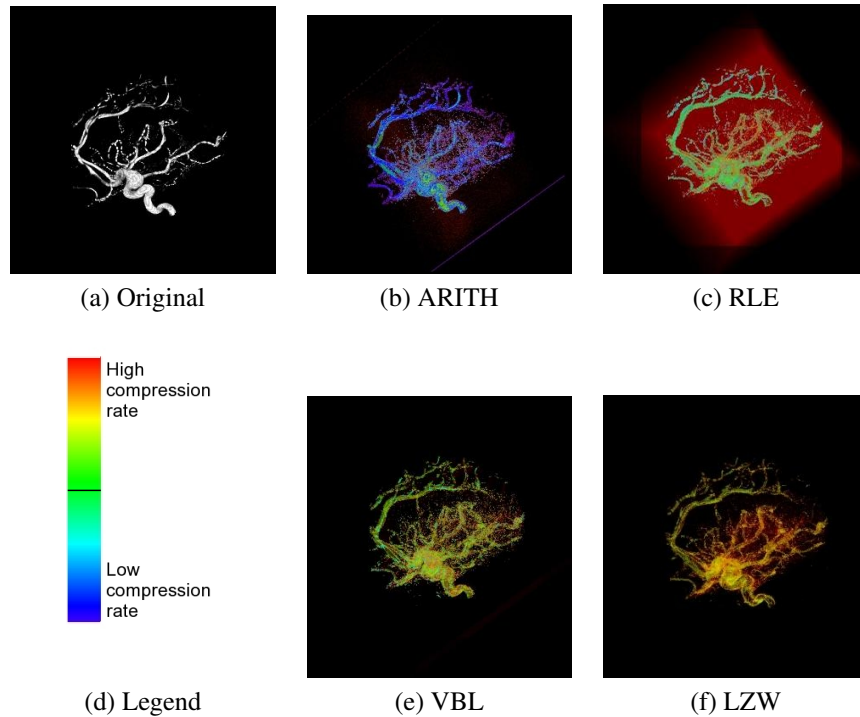 (a) Original
(b) ARITH
(c) RLE
High
compression
rate
Low
compression
rate
(d) Legend
(e) VBL
(f) LZW